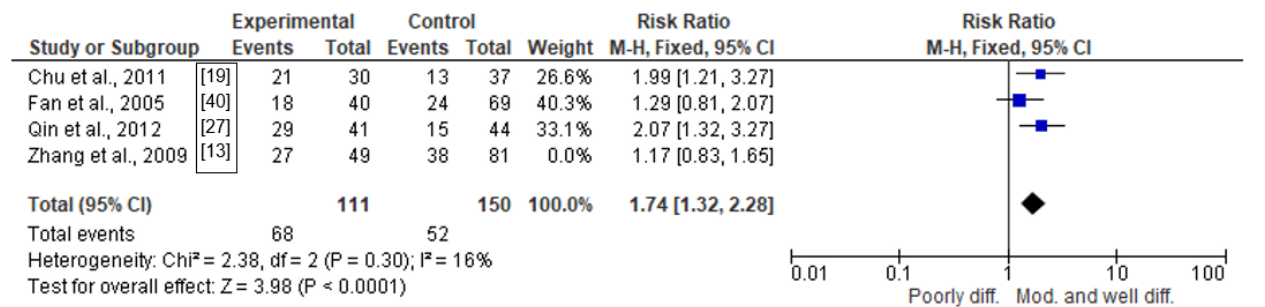 Experimental Control Risk Ratio Risk Ratio
Study or Subgroup Events Total Events Total Weight M-H, Fixed, 95% CI M-H, Fixed, 95% CI
Chu et al., 2011 [19] 21 30 13 37 26.6% 1.99 [1.21, 3.27]
Fan et al., 2005 [40] 18 40 24 69 40.3% 1.29 [0.81, 2.07]
Qin et al., 2012 [27] 29 41 15 44 33.1% 2.07 [1.32, 3.27]
Zhang et al., 2009 [13] 27 49 38 81 0.0% 1.17 [0.83, 1.65]
Total (95% CI) 111 150 100.0% 1.74 [1.32, 2.28]
Total events 68 52
Heterogeneity: Chi² = 2.38, df = 2 (P = 0.30); I² = 16%
Test for overall effect: Z = 3.98 (P < 0.0001)
0.01 0.1 1 10 100
Poorly diff. Mod. and well diff.